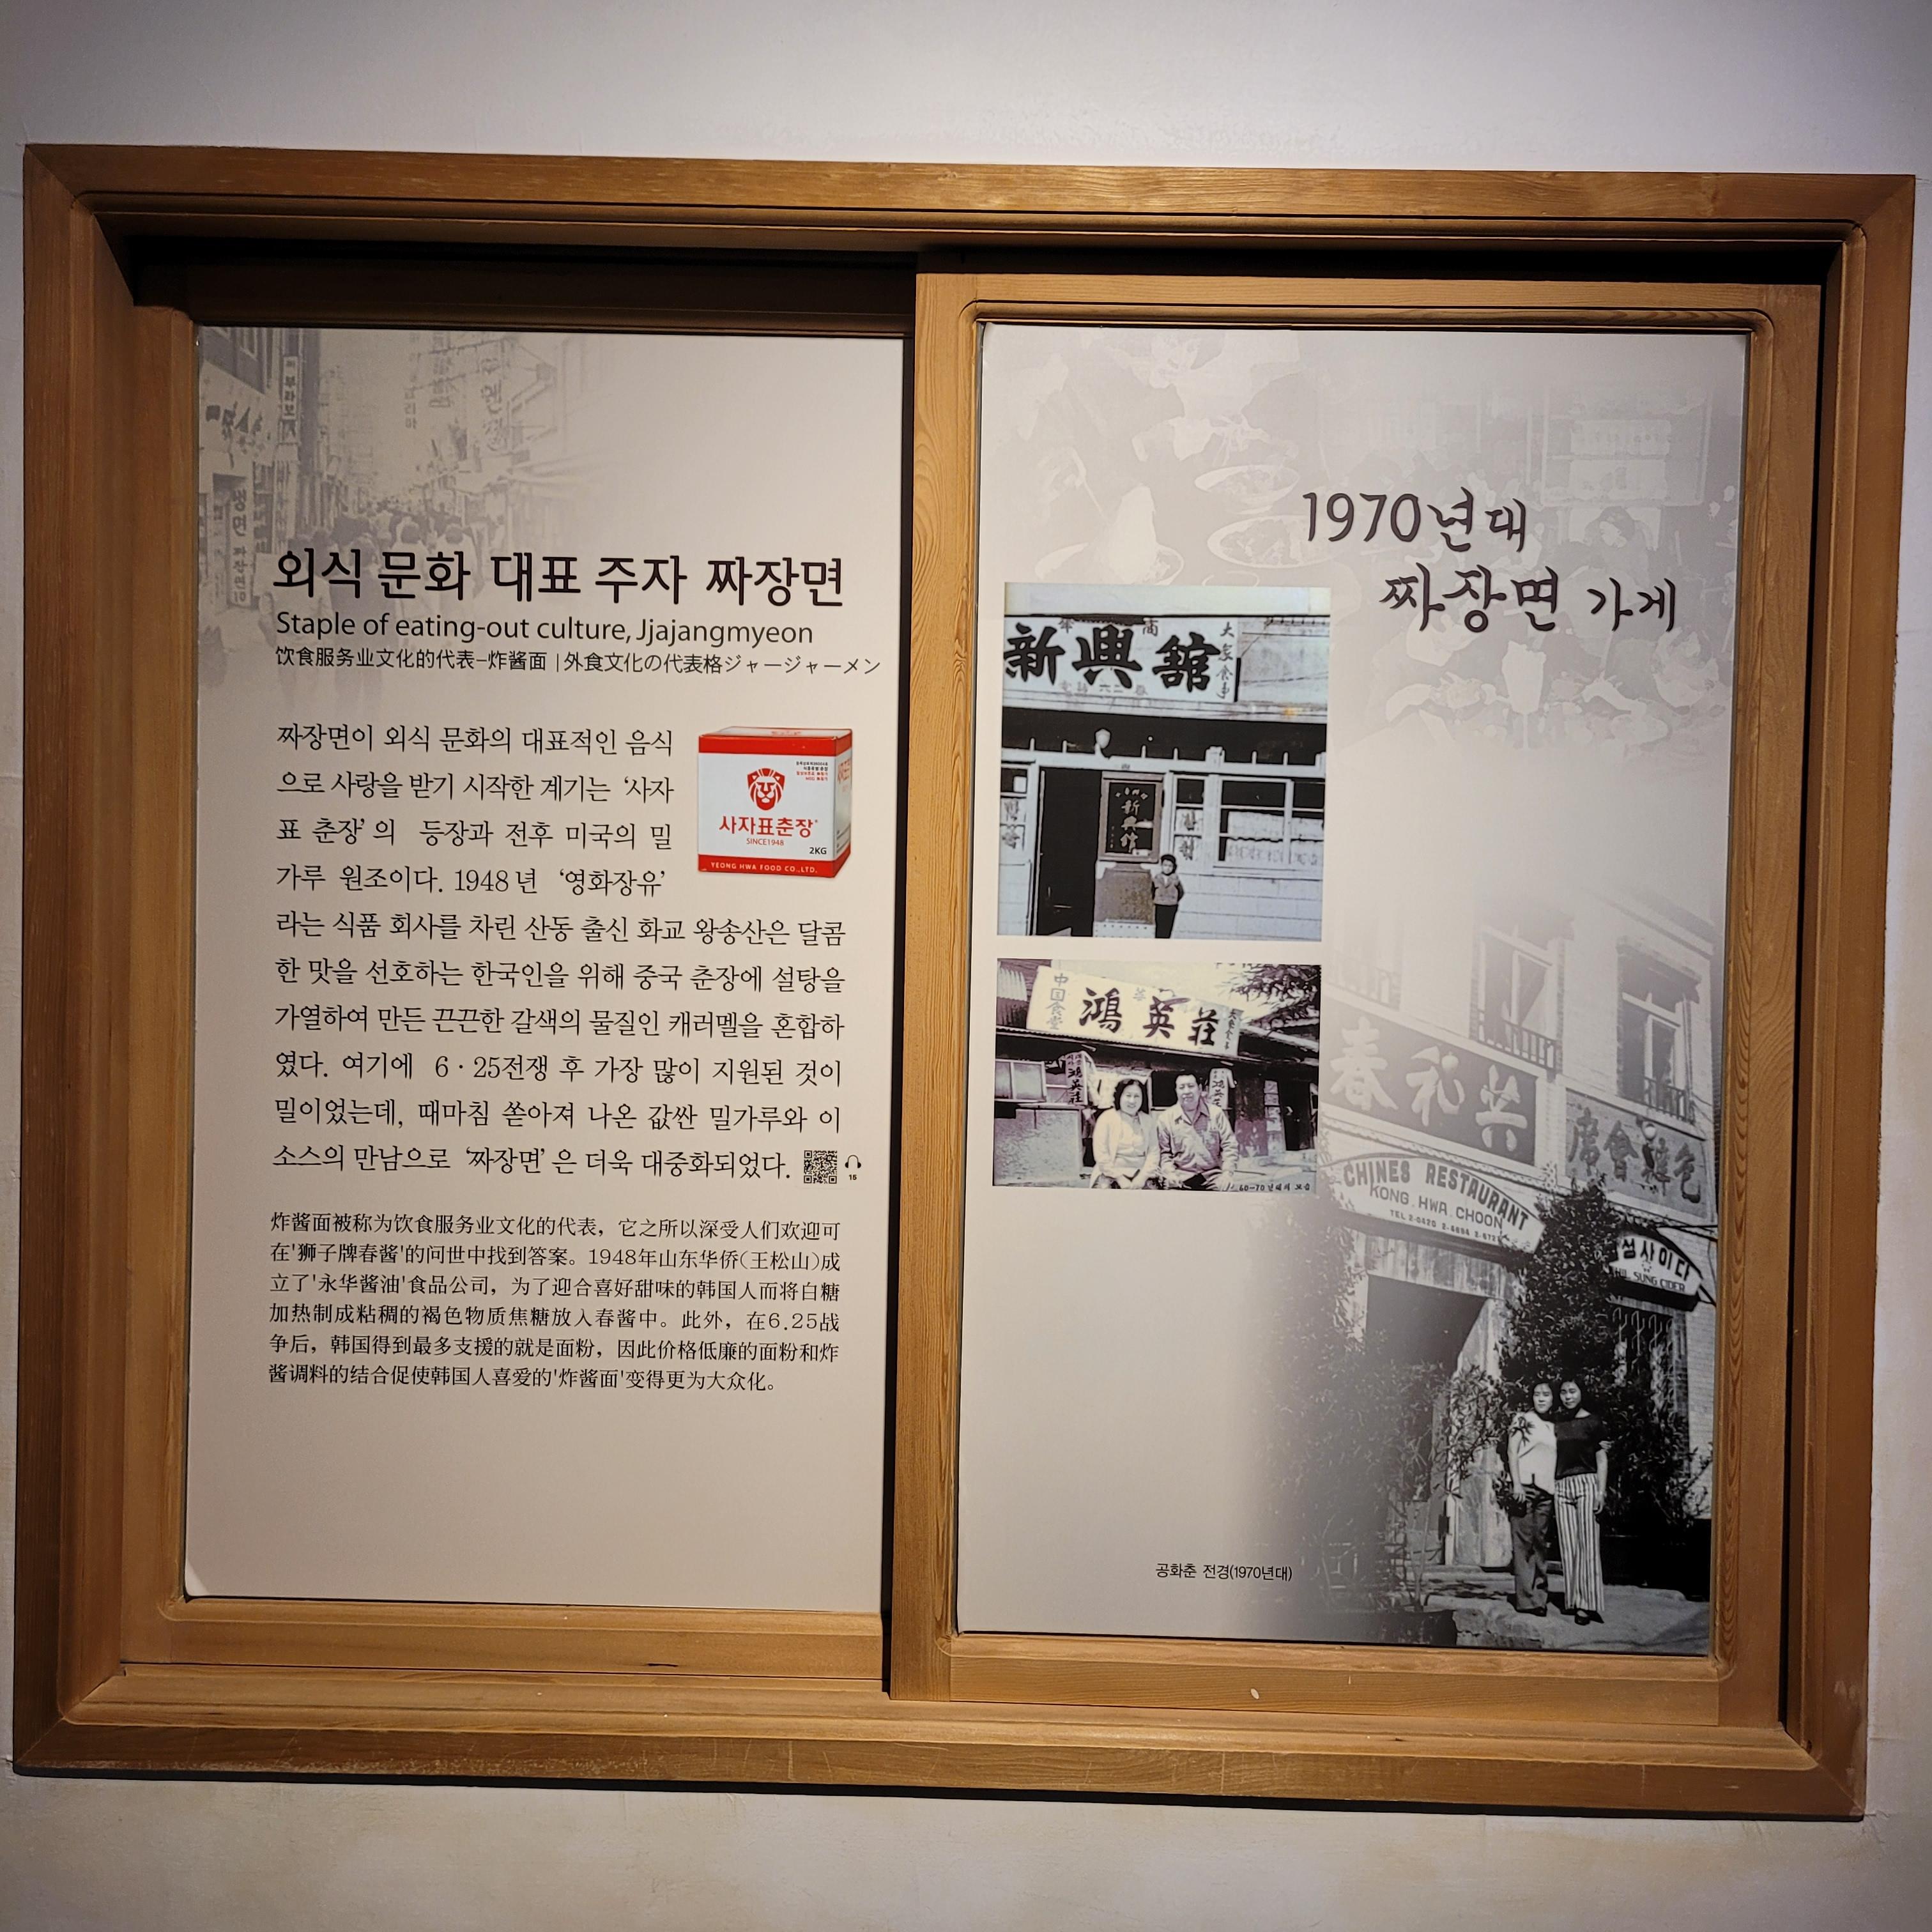 외식 문화 대표 주자 짜장면
Staple of eating-out culture, Jjajangmyeon
饮食服务业文化的代表-炸酱面 | 外食文化の代表格ジャージャーメン
짜장면이 외식 문화의 대표적인 음식
으로 사랑을 받기 시작한 계기는 ‘사자
표 춘장’의 등장과 전후 미국의 밀
가루 원조이다. 1948년 ‘영화장유’
라는 식품 회사를 차린 산동 출신 화교 왕송산은 달콤
한 맛을 선호하는 한국인을 위해 중국 춘장에 설탕을
가열하여 만든 끈끈한 갈색의 물질인 캐러멜을 혼합하
였다. 여기에 6·25전쟁 후 가장 많이 지원된 것이
밀이었는데, 때마침 쏟아져 나온 값싼 밀가루와 이
소스의 만남으로 ‘짜장면’은 더욱 대중화되었다.
15
사자표춘장
SINCE1948
2KG
YEONG HWA FOOD CO.,LTD.
炸酱面被称为饮食服务业文化的代表，它之所以深受人们欢迎可
在'狮子牌春酱'的问世中找到答案。1948年山东华侨(王松山)成
立了'永华酱油'食品公司，为了迎合喜好甜味的韩国人而将白糖
加热制成粘稠的褐色物质焦糖放入春酱中。此外，在6.25战
争后，韩国得到最多支援的就是面粉，因此价格低廉的面粉和炸
酱调料的结合促使韩国人喜爱的'炸酱面'变得更为大众化。
1970년대
짜장면 가게
新興館
鴻英莊
中国食堂
春和共
CHINES RESTAURANT
KONG HWA CHOON
성사이다
SUNG CIDER
공화춘 전경(1970년대)